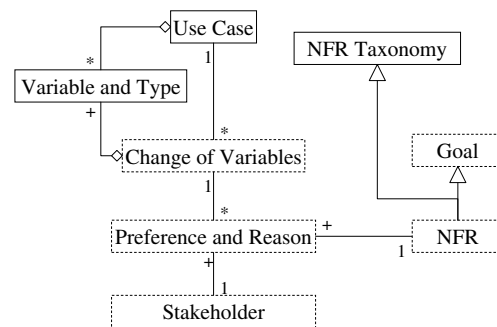 Use Case
1
*
NFR Taxonomy
Variable and Type
+
*
Change of Variables
1
Goal
*
Preference and Reason
+
1
NFR
+
1
Stakeholder